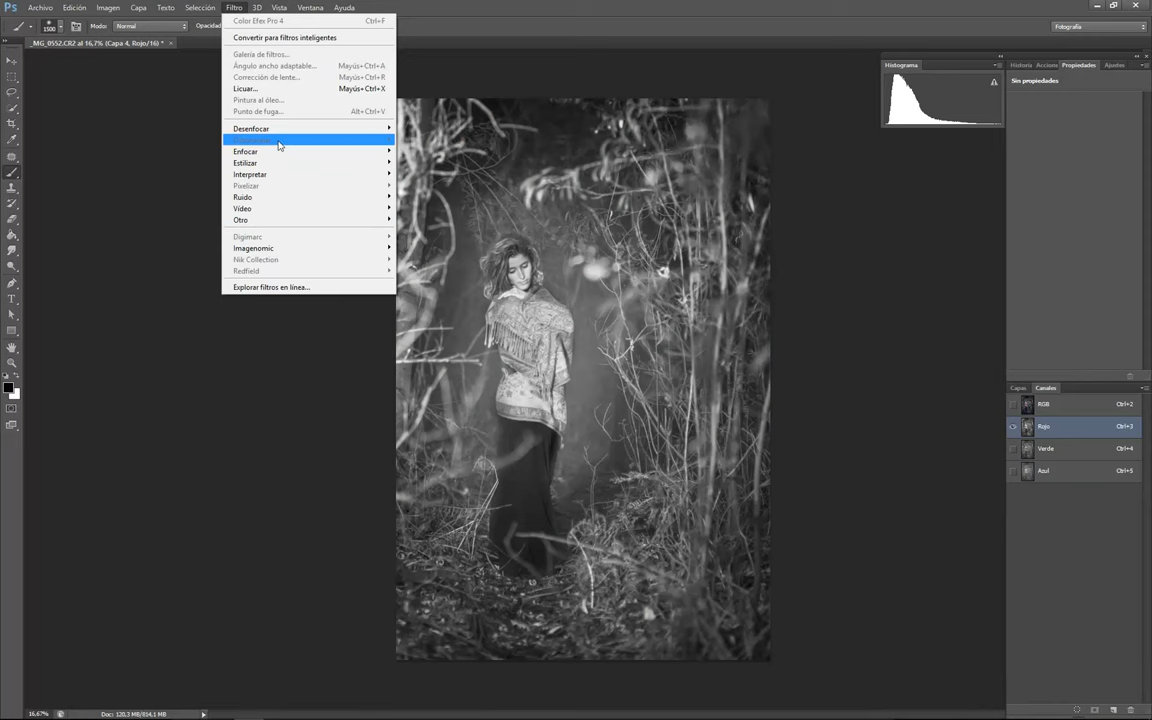 Ps Archivo Edición Imagen Capa Texto Selección Filtro 3D Vista Ventana Ayuda
1500 Modo: Normal Opacidad Fotografía
_MG_0552.CR2 al 16,7% (Capa 4, Rojo/16) * ×
Color Efex Pro 4 Ctrl+F
Convertir para filtros inteligentes
Galería de filtros...
Ángulo ancho adaptable... Mayús+Ctrl+A
Corrección de lente... Mayús+Ctrl+R
Licuar... Mayús+Ctrl+X
Pintura al óleo...
Punto de fuga... Alt+Ctrl+V
Desenfocar
Enfocar
Estilizar
Interpretar
Pixelizar
Ruido
Vídeo
Otro
Digimarc
Imagenomic
Nik Collection
Redfield
Explorar filtros en línea...
Histograma
Historia Acciones Propiedades Ajustes
Sin propiedades
Capas Canales
RGB Ctrl+2
Rojo Ctrl+3
Verde Ctrl+4
Azul Ctrl+5
16,67% Doc: 120,3 MB/814,1 MB